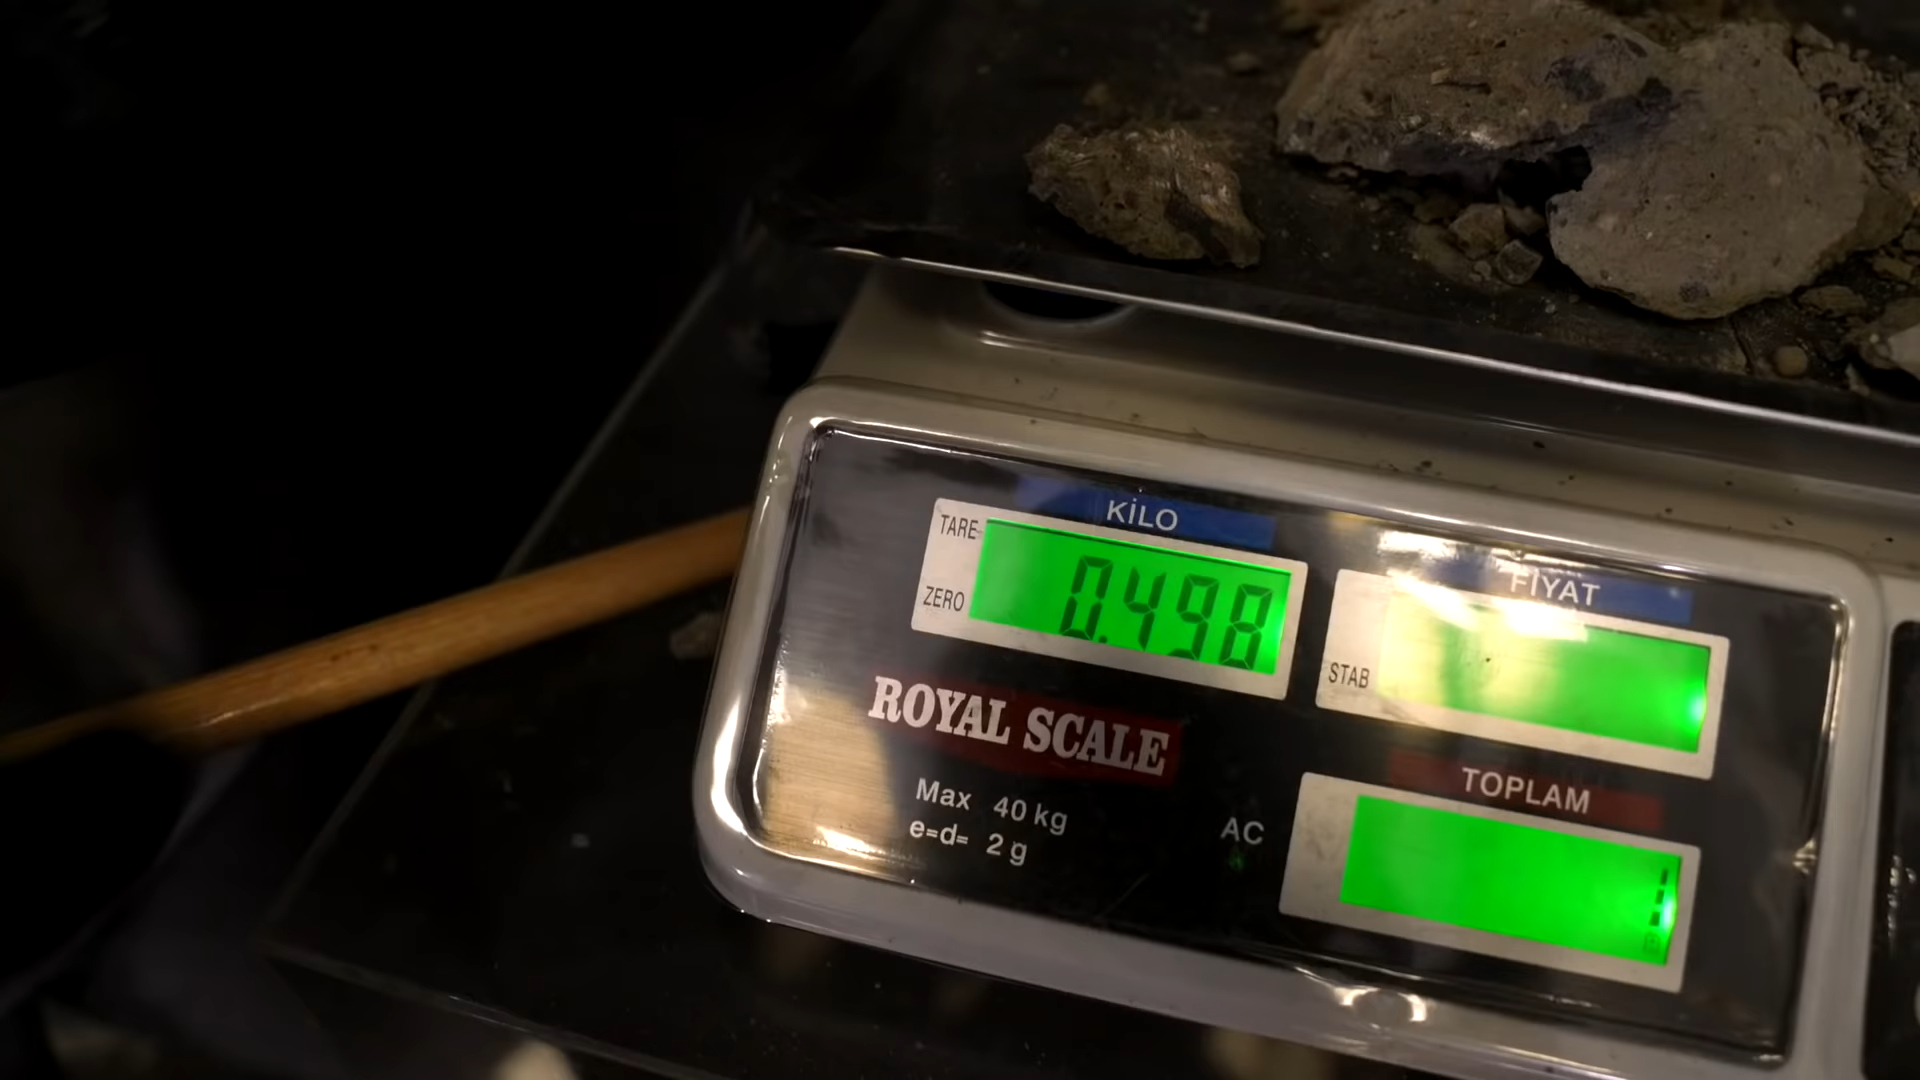 KİLO
TARE
ZERO
0.498
FİYAT
STAB
ROYAL SCALE
TOPLAM
Max 40 kg
e=d= 2 g
AC